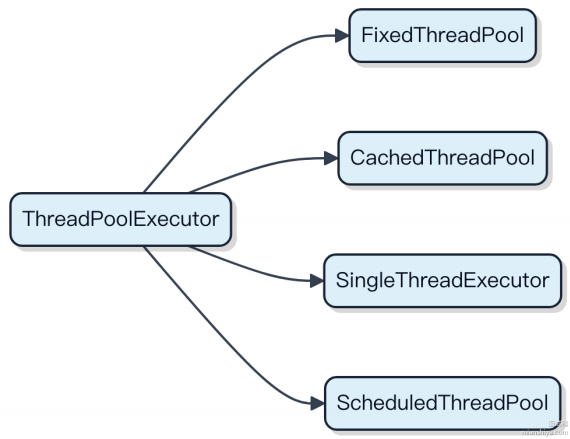 FixedThreadPool
CachedThreadPool
ThreadPoolExecutor
SingleThreadExecutor
ScheduledThreadPool